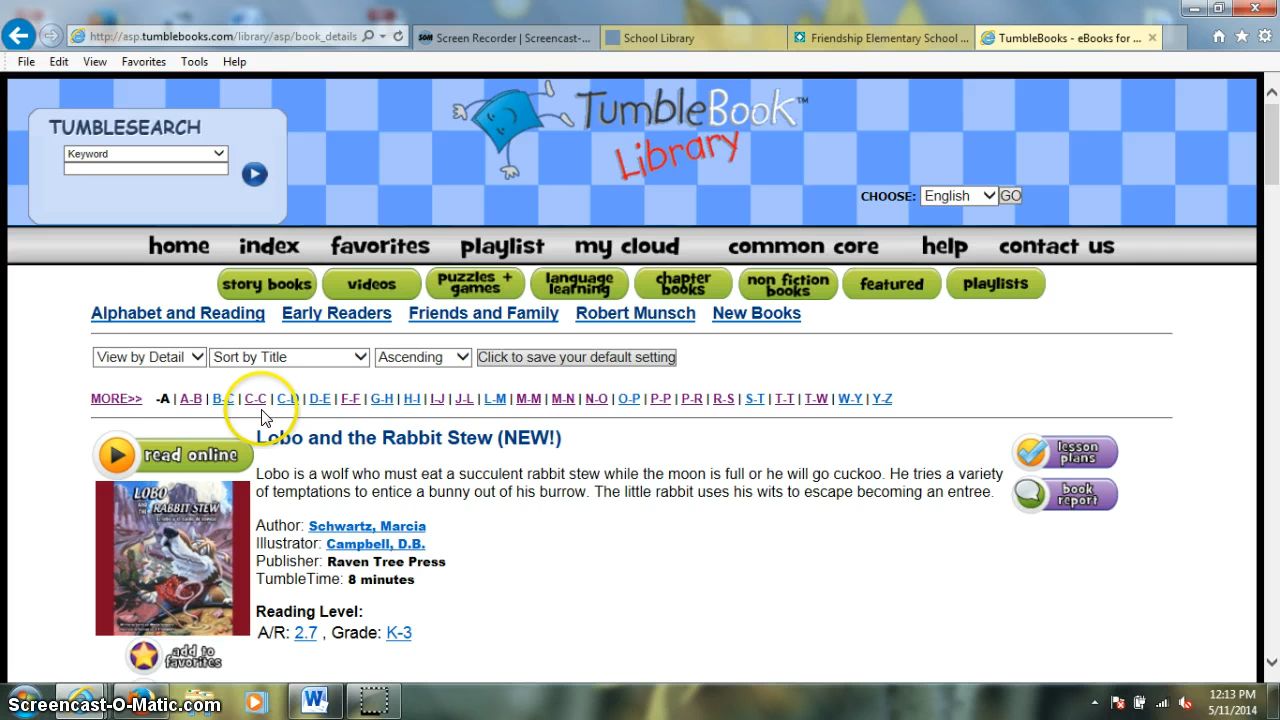 http://asp.tumblebooks.com/library/asp/book_details
Screen Recorder | Screencast-...
School Library
Friendship Elementary School ...
TumbleBooks - eBooks for ...
File Edit View Favorites Tools Help
TUMBLESEARCH
Keyword
TumbleBook™
Library
CHOOSE: English GO
home index favorites playlist my cloud common core help contact us
story books videos puzzles + games language learning chapter books non fiction books featured playlists
Alphabet and Reading Early Readers Friends and Family Robert Munsch New Books
View by Detail Sort by Title Ascending Click to save your default setting
MORE>> -A | A-B | B-C | C-C | C-D | D-E | F-F | G-H | H-I | I-J | J-L | L-M | M-M | M-N | N-O | O-P | P-P | P-R | R-S | S-T | T-T | T-W | W-Y | Y-Z
read online
Lobo and the Rabbit Stew (NEW!)
lesson plans
Lobo is a wolf who must eat a succulent rabbit stew while the moon is full or he will go cuckoo. He tries a variety
of temptations to entice a bunny out of his burrow. The little rabbit uses his wits to escape becoming an entree.
book report
LOBO
AND THE
RABBIT STEW
Author: Schwartz, Marcia
Illustrator: Campbell, D.B.
Publisher: Raven Tree Press
TumbleTime: 8 minutes
Reading Level:
A/R: 2.7 , Grade: K-3
add to favorites
Screencast-O-Matic.com
12:13 PM
5/11/2014